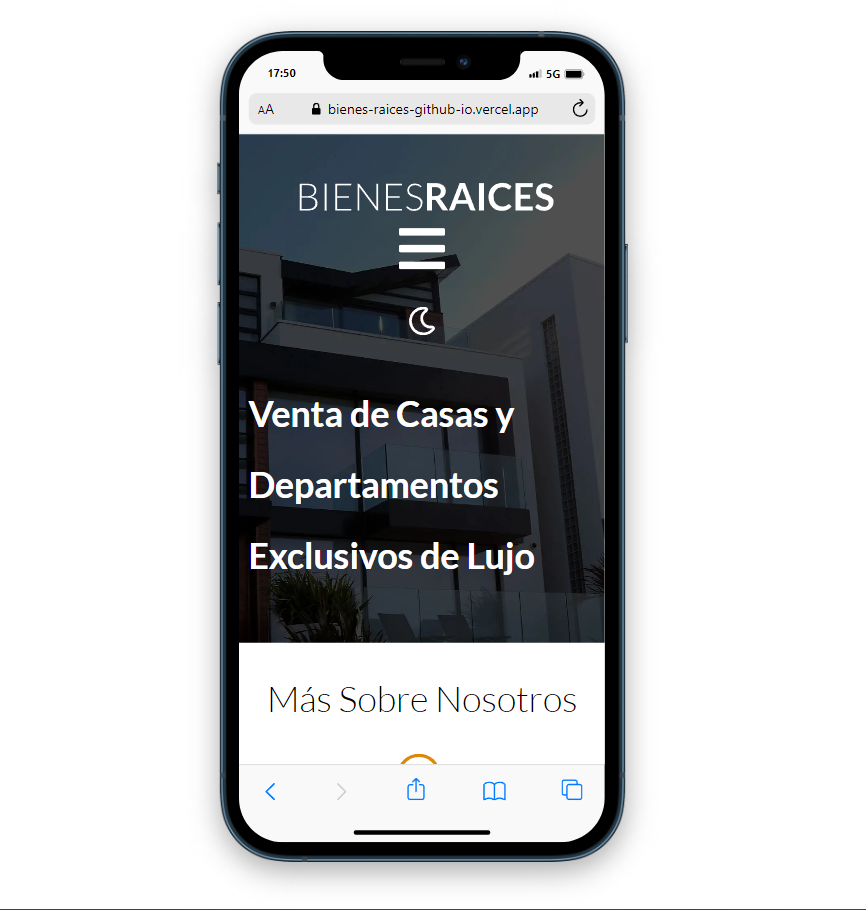 17:50
5G
AA
bienes-raices-github-io.vercel.app
BIENESRAICES
Venta de Casas y
Departamentos
Exclusivos de Lujo
Más Sobre Nosotros